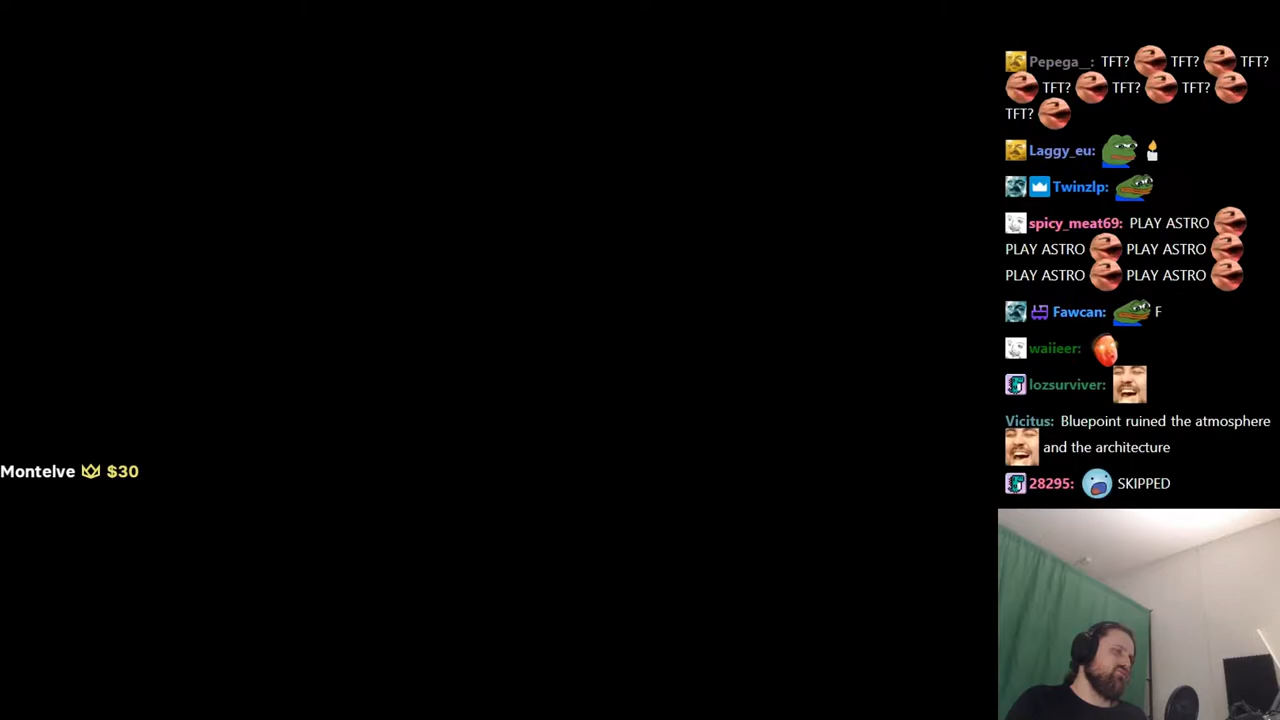 Pepega__: TFT? TFT? TFT?
TFT? TFT? TFT?
TFT?
Laggy_eu:
Twinzlp:
spicy_meat69: PLAY ASTRO
PLAY ASTRO PLAY ASTRO
PLAY ASTRO PLAY ASTRO
Fawcan: F
waiieer:
lozsurviver:
Vicitus: Bluepoint ruined the atmosphere
and the architecture
Montelve $30
28295: SKIPPED